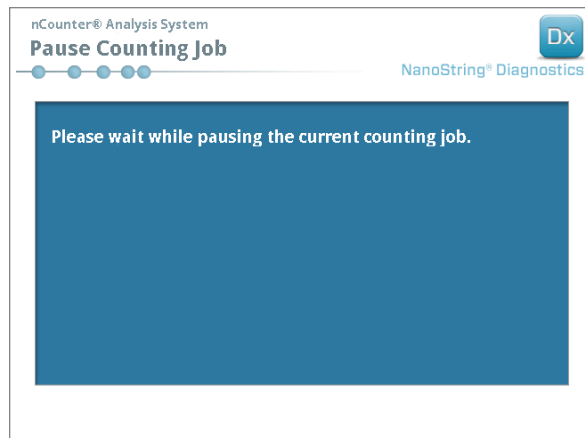 nCounter® Analysis System
Pause Counting Job
Dx
NanoString® Diagnostics
Please wait while pausing the current counting job.